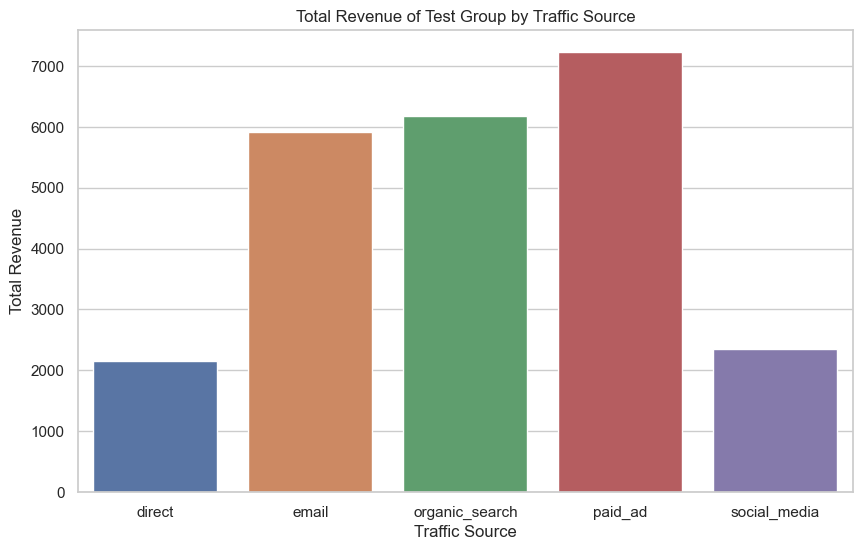 Total Revenue of Test Group by Traffic Source
Total Revenue
7000
6000
5000
4000
3000
2000
1000
0
direct email organic_search paid_ad social_media
Traffic Source